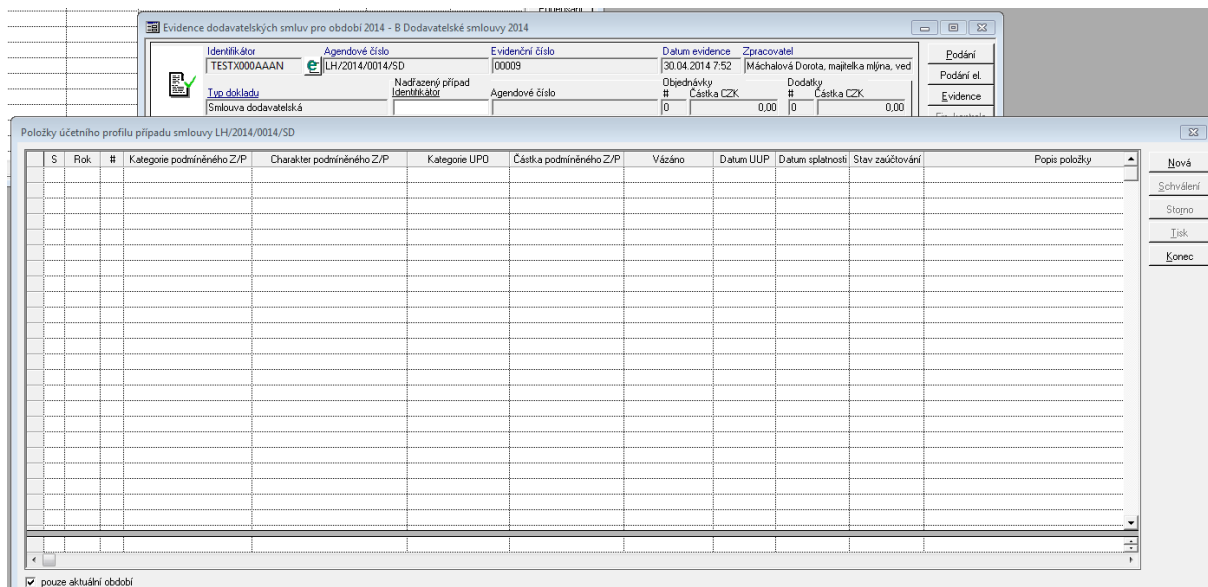 Evidence dodavatelských smluv pro období 2014 - B Dodavatelské smlouvy 2014
Identifikátor Agendové číslo Evidenční číslo Datum evidence Zpracovatel
TESTX000AAAN e LH/2014/0014/SD 00009 30.04.2014 7:52 Máchalová Dorota, majitelka mlýna, ved
Podání
Nadřazený případ Objednávky Dodatky
Podání el.
Typ dokladu Identifikátor Agendové číslo # Částka CZK # Částka CZK
Evidence
Smlouva dodavatelská 0 0,00 0 0,00
Položky účetního profilu případu smlouvy LH/2014/0014/SD
S Rok # Kategorie podmíněného Z/P Charakter podmíněného Z/P Kategorie UPO Částka podmíněného Z/P Vázáno Datum UUP Datum splatnosti Stav zaúčtování Popis položky
Nová
Schválení
Storno
Tisk
Konec
pouze aktuální období